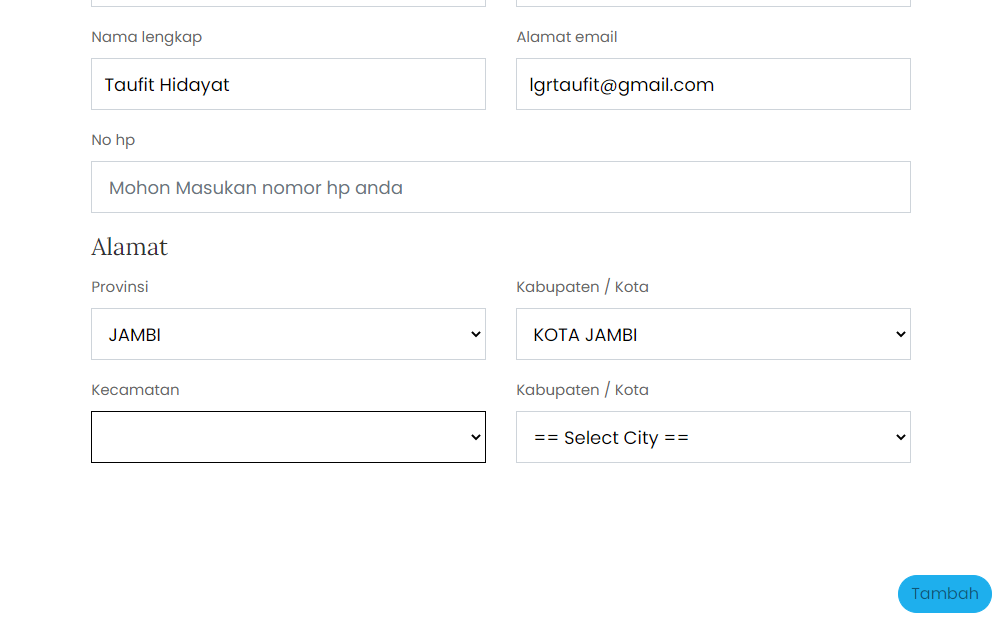 Nama lengkap
Alamat email
Taufit Hidayat
lgrtaufit@gmail.com
No hp
Mohon Masukan nomor hp anda
Alamat
Provinsi
Kabupaten / Kota
JAMBI
KOTA JAMBI
Kecamatan
Kabupaten / Kota
== Select City ==
Tambah